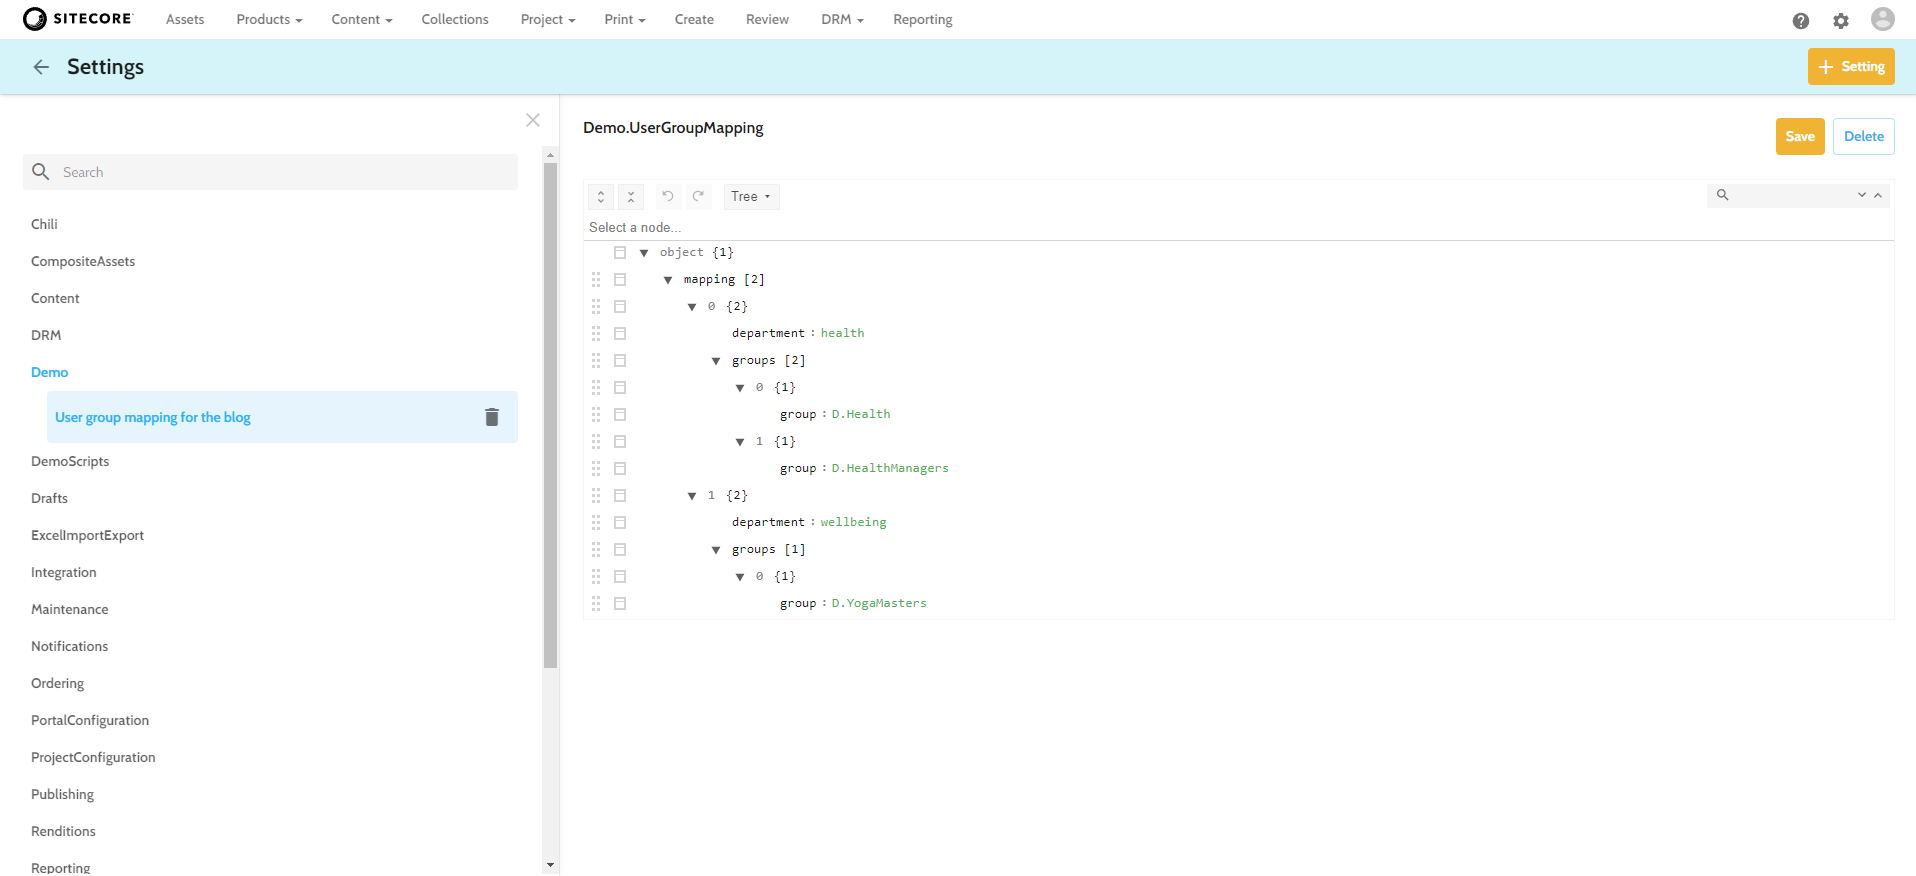 SITECORE Assets Products Content Collections Project Print Create Review DRM Reporting
Settings
Setting
Demo.UserGroupMapping
Save
Delete
Search
Tree
Select a node...
Chili
CompositeAssets
Content
DRM
Demo
User group mapping for the blog
DemoScripts
Drafts
ExcelImportExport
Integration
Maintenance
Notifications
Ordering
PortalConfiguration
ProjectConfiguration
Publishing
Renditions
Reporting
object {1}
mapping [2]
0 {2}
department : health
groups [2]
0 {1}
group : D.Health
1 {1}
group : D.HealthManagers
1 {2}
department : wellbeing
groups [1]
0 {1}
group : D.YogaMasters